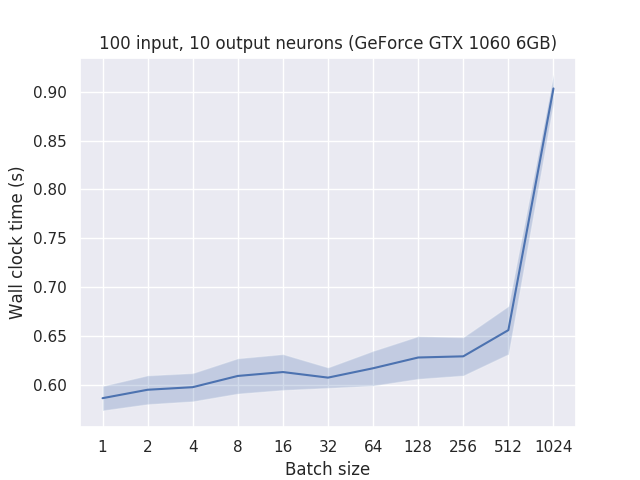 100 input, 10 output neurons (GeForce GTX 1060 6GB)
0.90
0.85
0.80
0.75
0.70
0.65
0.60
Wall clock time (s)
1 2 4 8 16 32 64 128 256 512 1024
Batch size